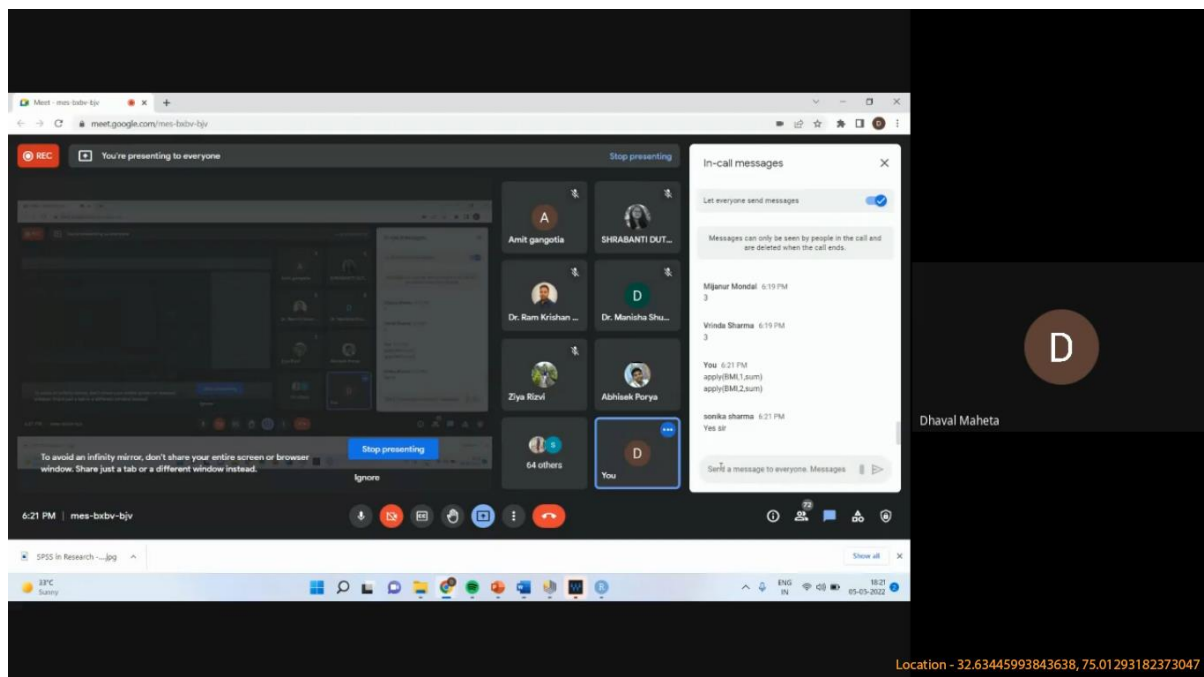 Meet - mes-bxbv-bjv
meet.google.com/mes-bxbv-bjv
REC
You're presenting to everyone
Stop presenting
In-call messages
Let everyone send messages
Messages can only be seen by people in the call and
are deleted when the call ends.
Mijanur Mondal 6:19 PM
3
Vrinda Sharma 6:19 PM
3
You 6:21 PM
apply(BMI,1,sum)
apply(BMI,2,sum)
sonika sharma 6:21 PM
Yes sir
Send a message to everyone. Messages
A
Amit gangotia
SHRABANTI DUT...
Dr. Ram Krishan ...
D
Dr. Manisha Shu...
Ziya Rizvi
Abhisek Porya
S
64 others
D
You
To avoid an infinity mirror, don't share your entire screen or browser
window. Share just a tab or a different window instead.
Stop presenting
Ignore
6:21 PM | mes-bxbv-bjv
72
SPSS in Research -....jpg
Show all
33°C
Sunny
ENG
IN
18:21
05-03-2022
D
Dhaval Maheta
Location - 32.63445993843638, 75.01293182373047